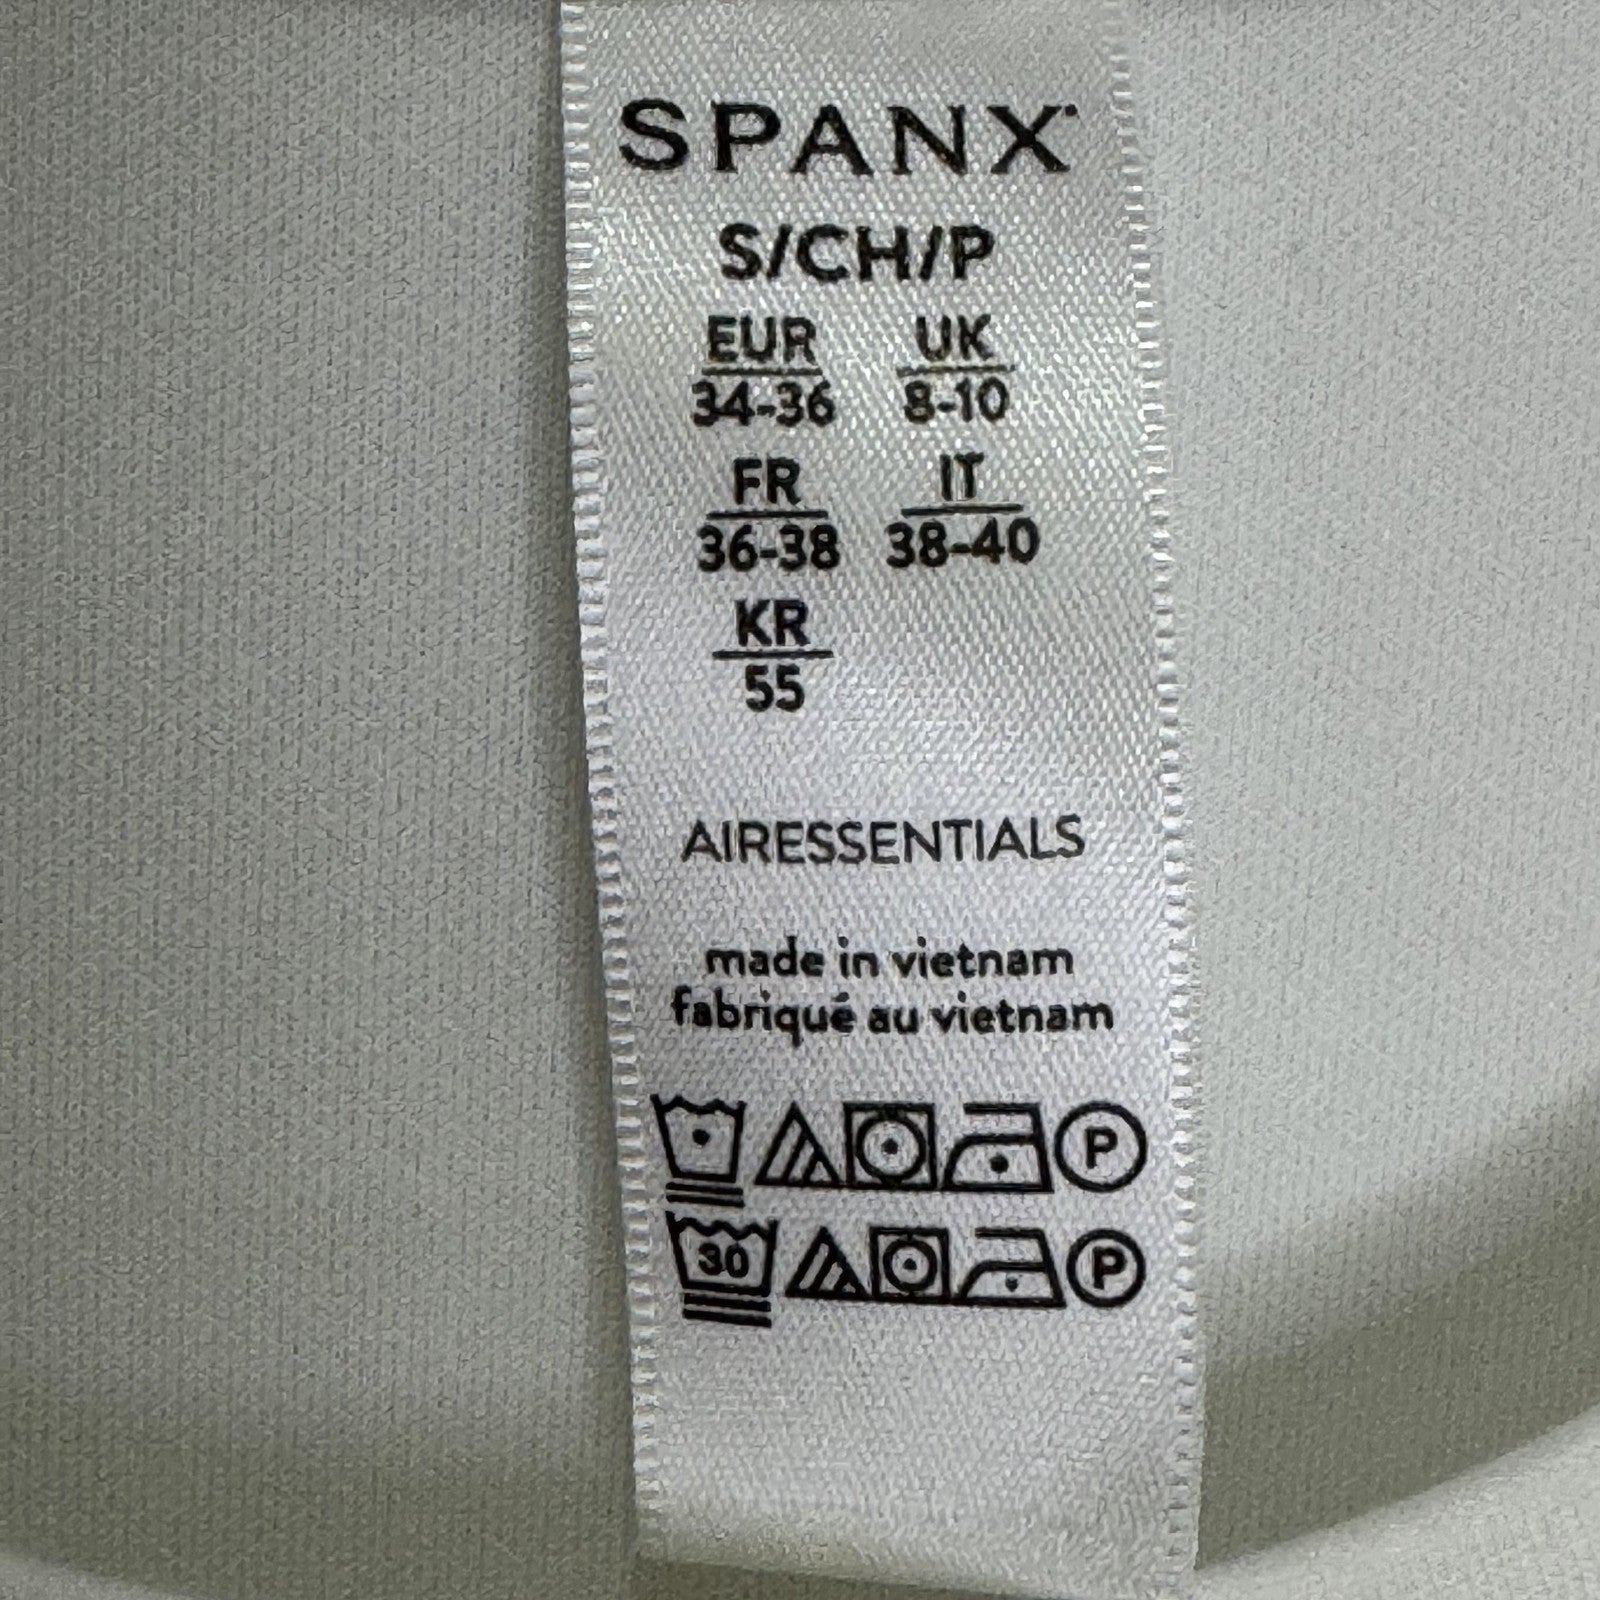 SPANX
S/CH/P
EUR UK
34-36 8-10
FR IT
36-38 38-40
KR
55
AIRESSENTIALS
made in vietnam
fabriqué au vietnam
P
30 P